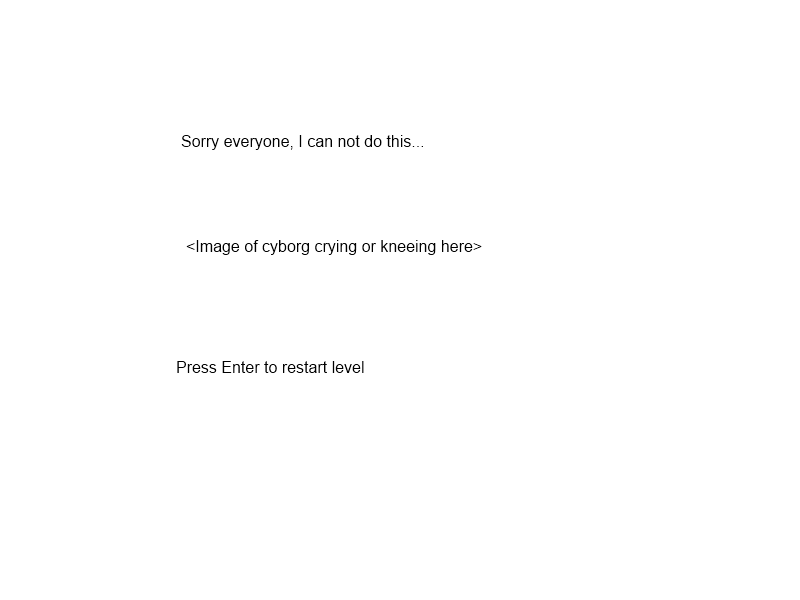 Sorry everyone, I can not do this...
<Image of cyborg crying or kneeing here>
Press Enter to restart level